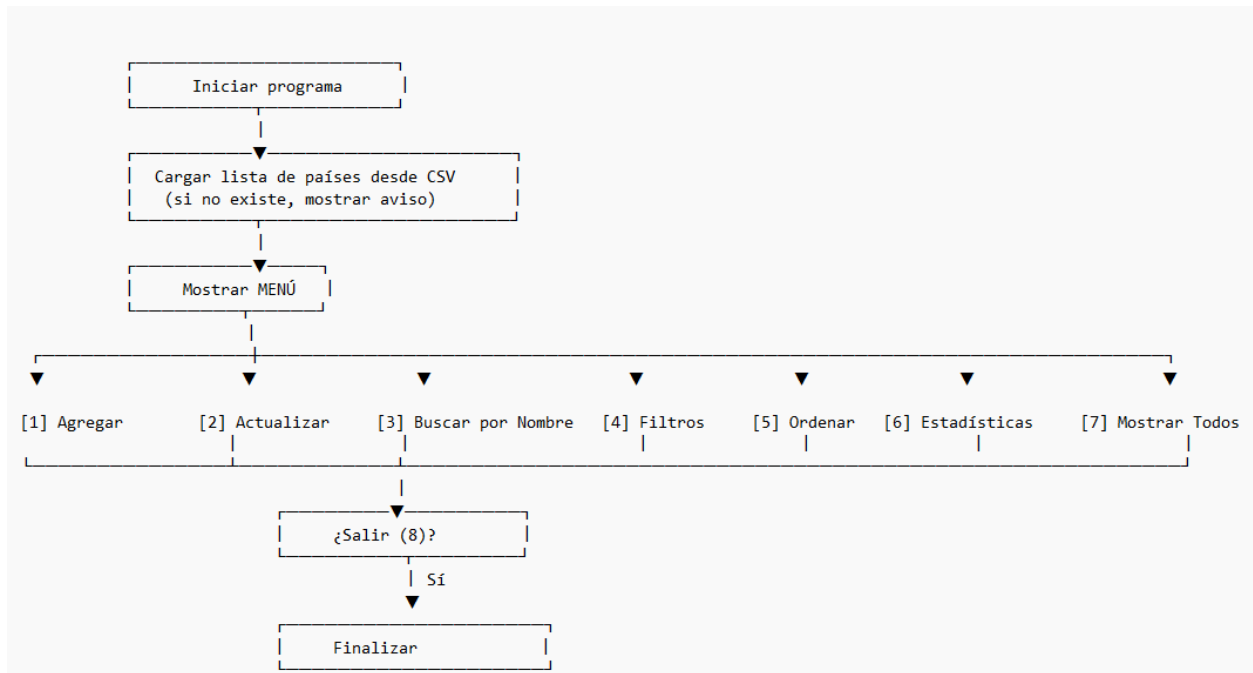 Iniciar programa
Cargar lista de países desde CSV
(si no existe, mostrar aviso)
Mostrar MENÚ
[1] Agregar [2] Actualizar [3] Buscar por Nombre [4] Filtros [5] Ordenar [6] Estadísticas [7] Mostrar Todos
¿Salir (8)?
Sí
Finalizar